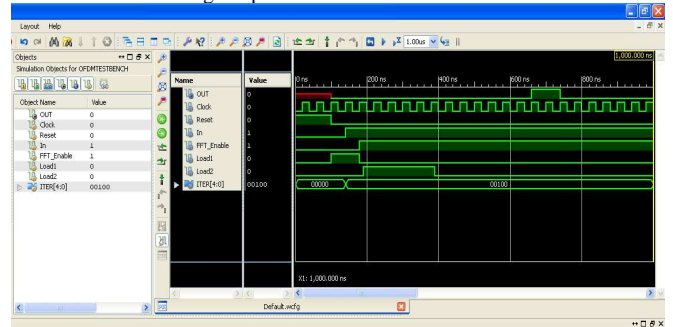 Layout Help
1.00us
Objects
Simulation Objects for OFDMTESTBENCH
Object Name Value
OUT 0
Clock 0
Reset 0
In 1
FFT_Enable 1
Load1 0
Load2 0
ITER[4:0] 00100
Name Value
OUT 0
Clock 0
Reset 0
In 1
FFT_Enable 1
Load1 0
Load2 0
ITER[4:0] 00100
1,000.000 ns
0 ns 200 ns 400 ns 600 ns 800 ns
00000 00100
X1: 1,000.000 ns
Default.wcfg